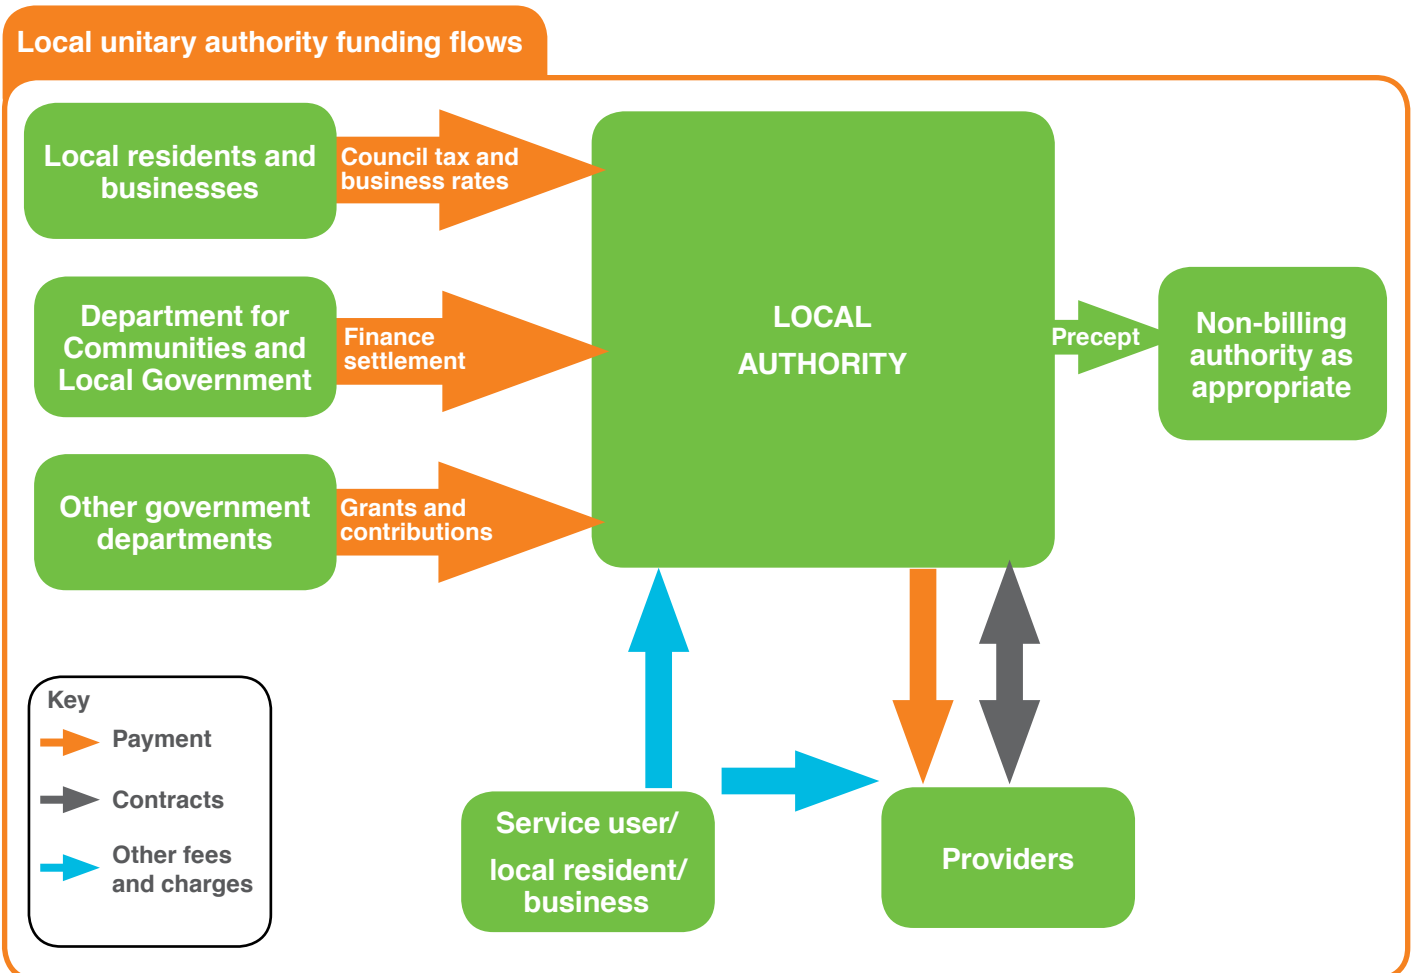 Local unitary authority funding flows
Local residents and
businesses
Council tax and
business rates
Department for
Communities and
Local Government
Finance
settlement
Other government
departments
Grants and
contributions
LOCAL
AUTHORITY
Precept
Non-billing
authority as
appropriate
Key
Payment
Contracts
Other fees
and charges
Service user/
local resident/
business
Providers